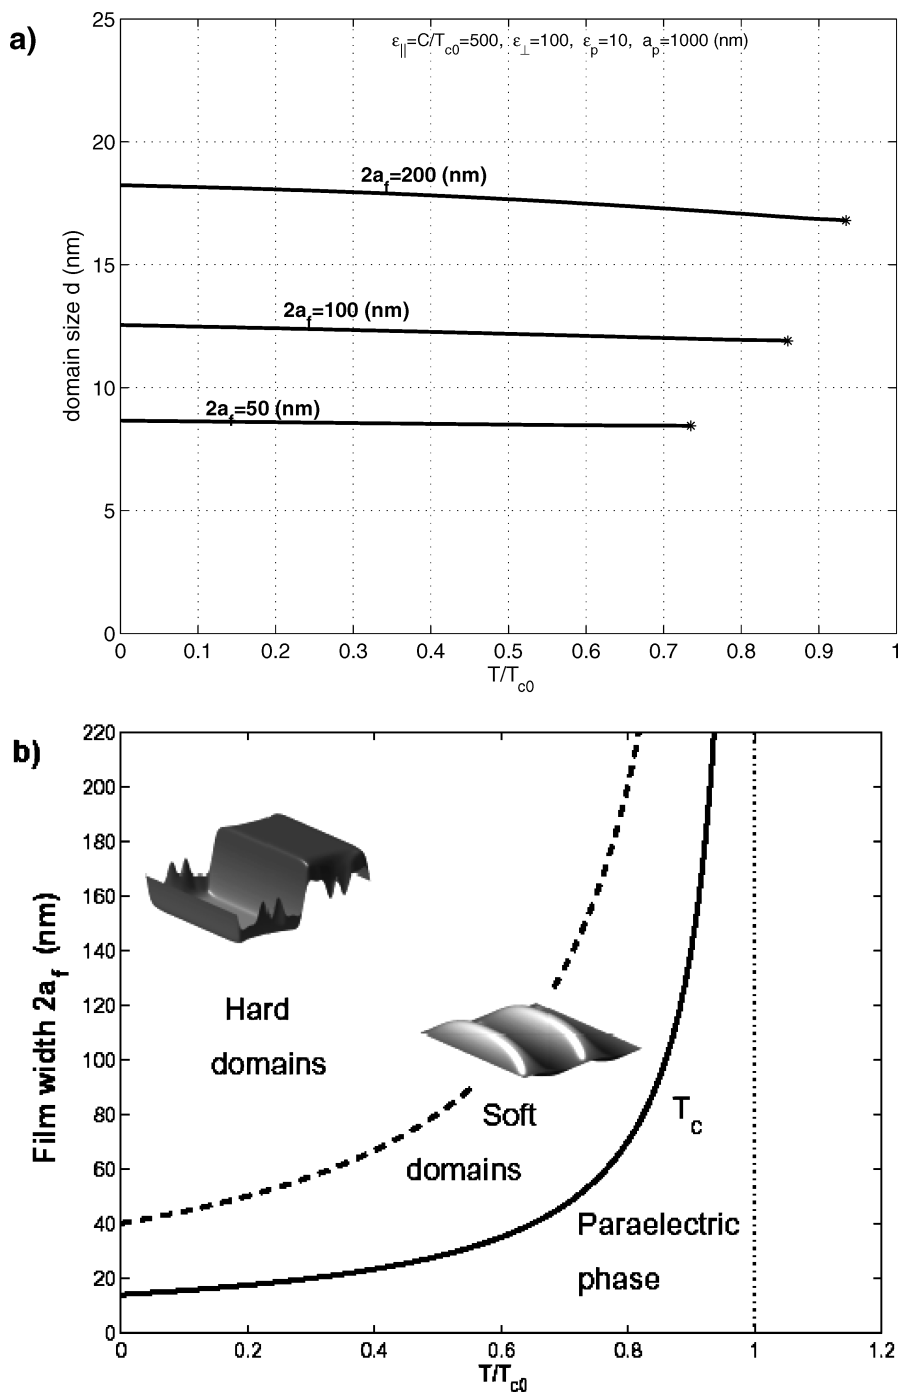 a)
25
ε||=C/Tc0=500, ε⊥=100, εp=10, ap=1000 (nm)
20
2af=200 (nm)
15
2af=100 (nm)
10
2af=50 (nm)
5
0
domain size d (nm)
0 0.1 0.2 0.3 0.4 0.5 0.6 0.7 0.8 0.9 1
T/Tc0
b)
220
200
180
160
140
120
100
80
60
40
20
0
Film width 2af (nm)
Hard
domains
Soft
domains
Tc
Paraelectric
phase
0 0.2 0.4 0.6 0.8 1 1.2
T/Tc0